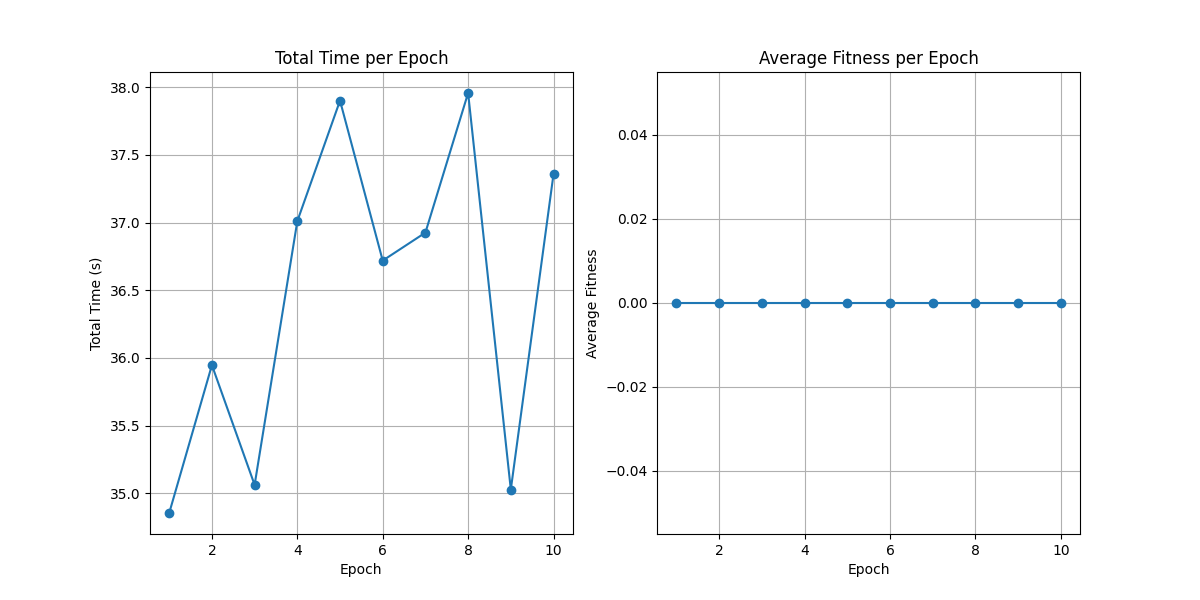 Total Time per Epoch
38.0
37.5
37.0
36.5
36.0
35.5
35.0
Total Time (s)
2 4 6 8 10
Epoch
Average Fitness per Epoch
0.04
0.02
0.00
−0.02
−0.04
Average Fitness
2 4 6 8 10
Epoch